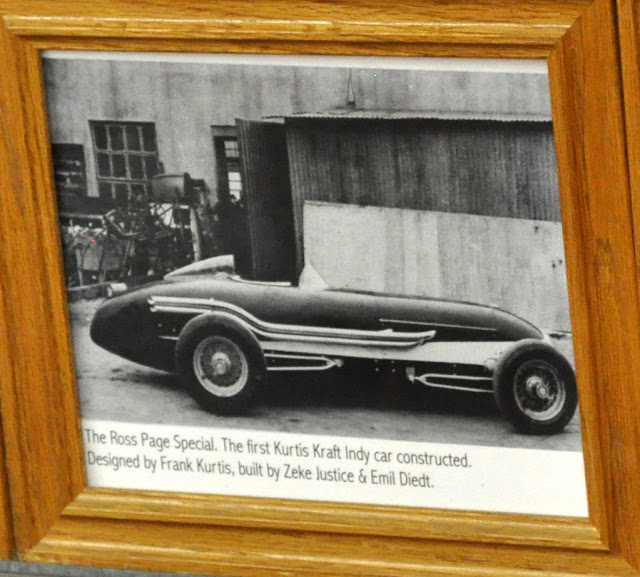 The Ross Page Special. The first Kurtis Kraft Indy car constructed.
Designed by Frank Kurtis, built by Zeke Justice & Emil Diedt.